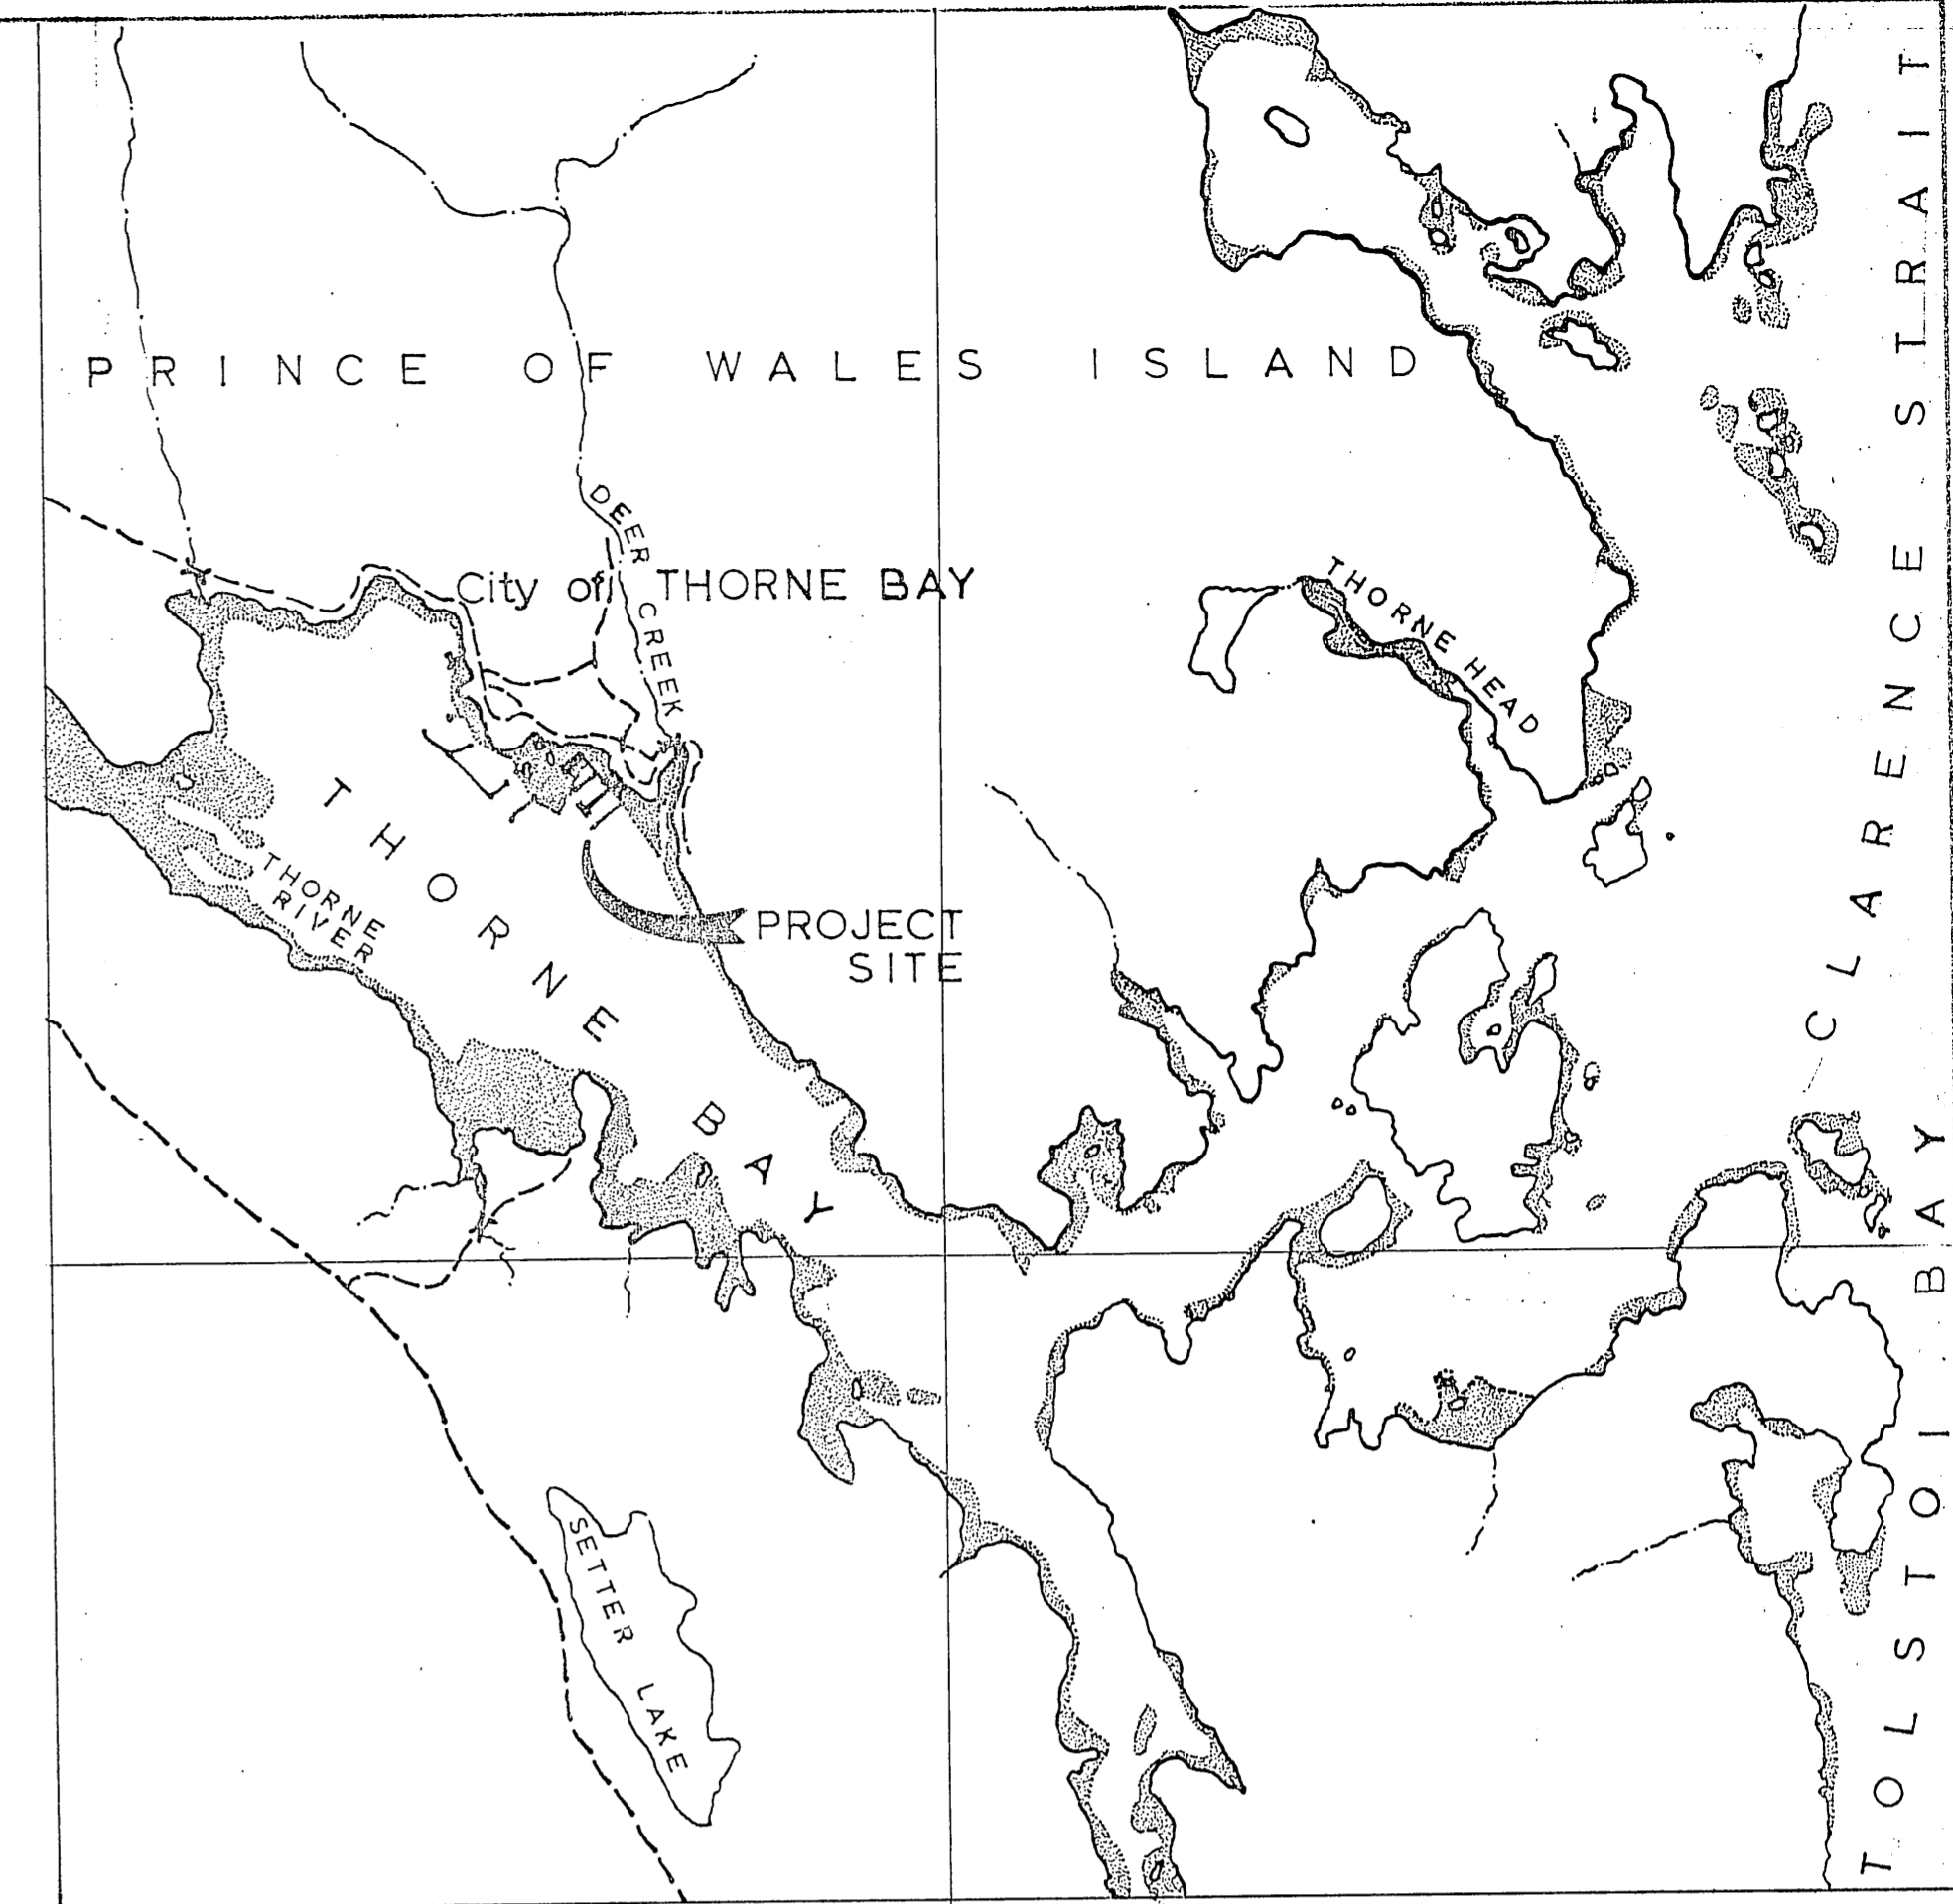 PRINCE OF WALES ISLAND
CLARENCE STRAIT
DEER CREEK
City of THORNE BAY
THORNE HEAD
THORNE BAY
THORNE
RIVER
PROJECT
SITE
SETTER LAKE
TOLSTOI BAY